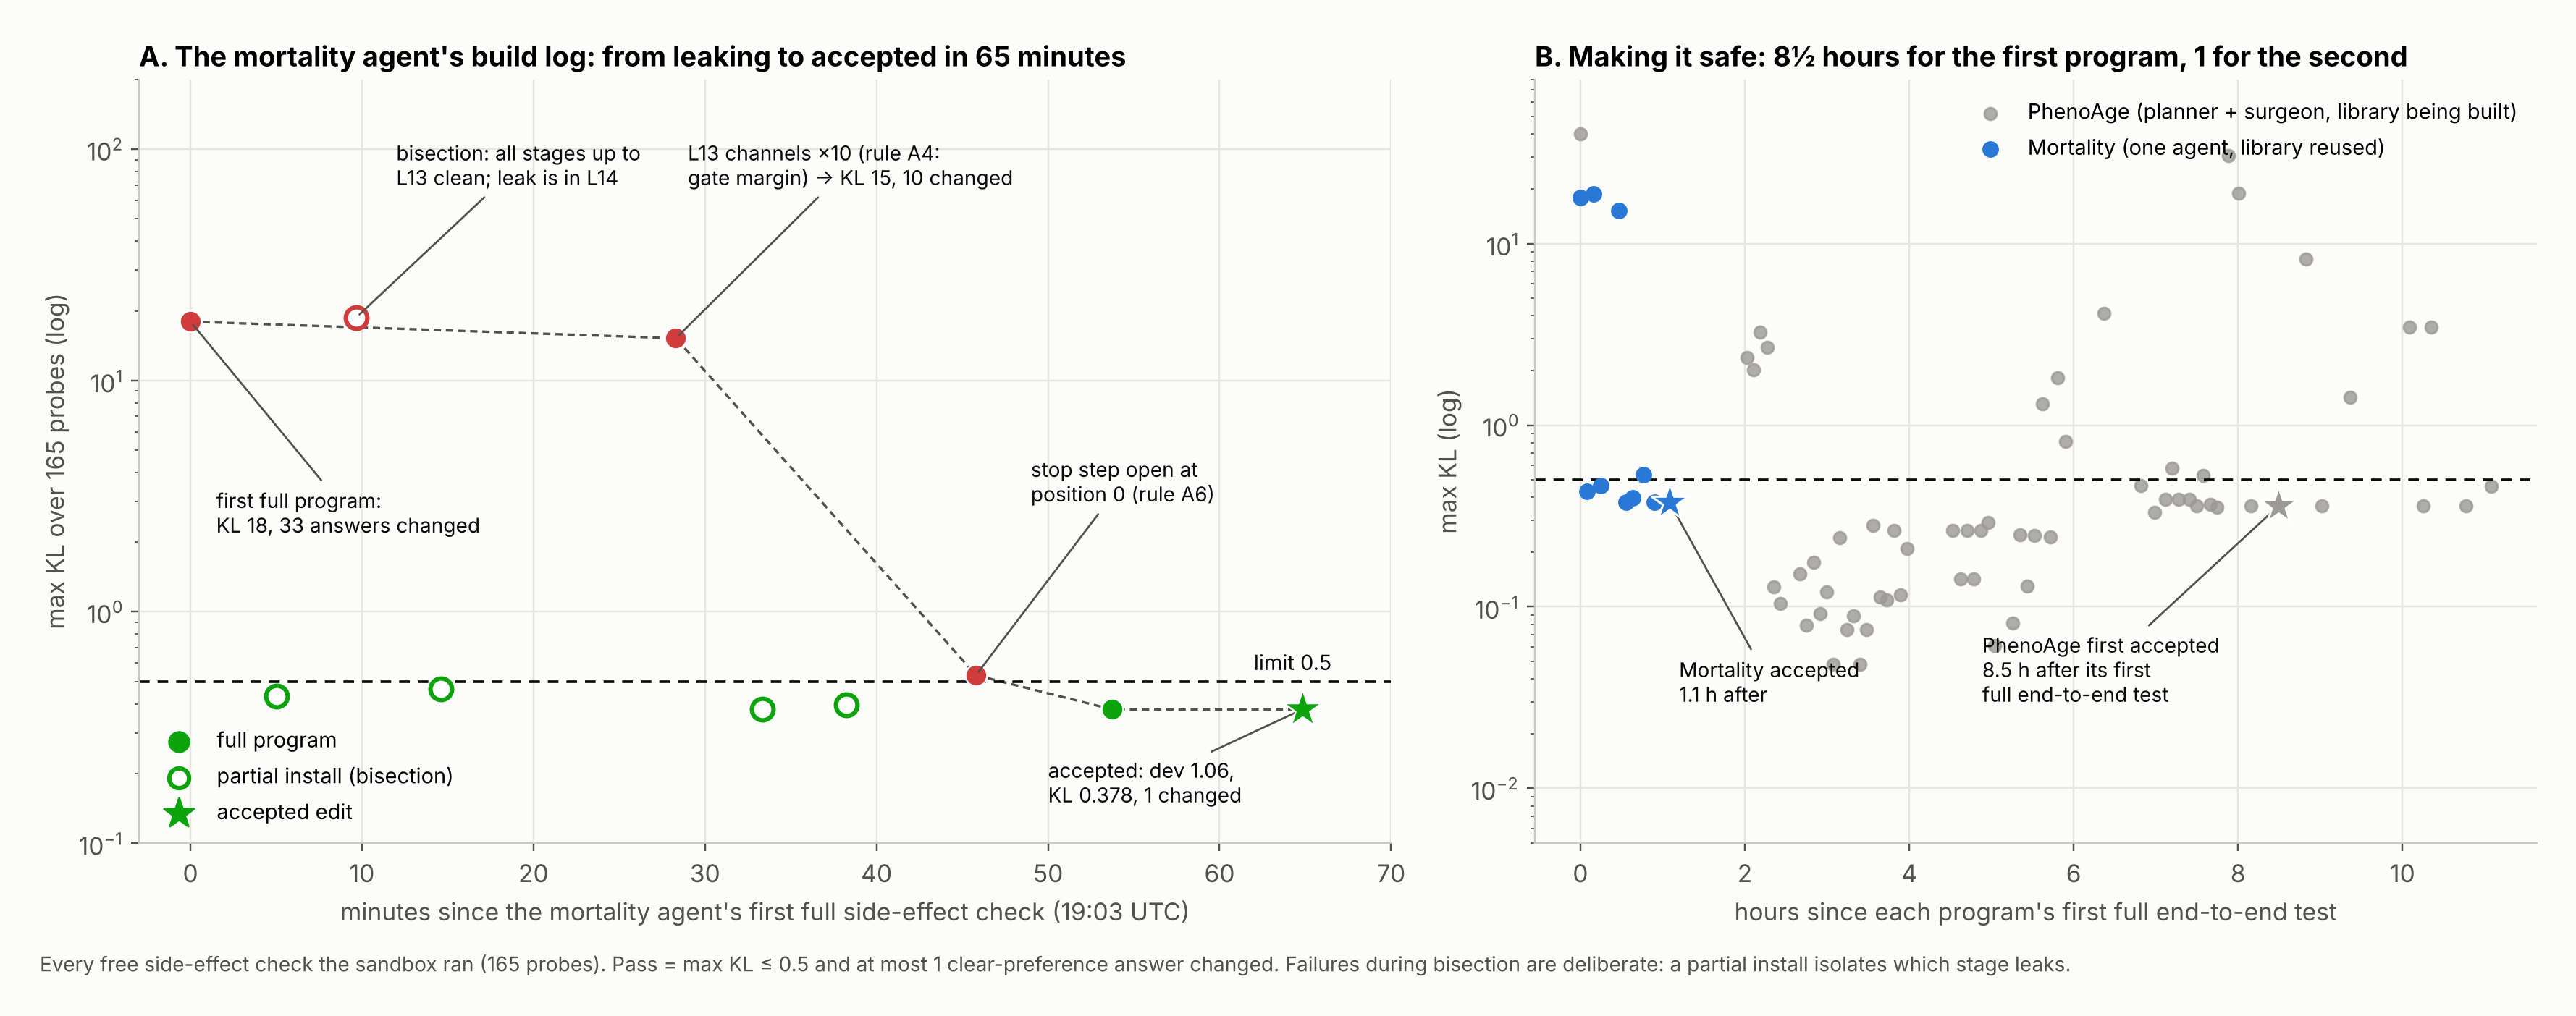 A. The mortality agent's build log: from leaking to accepted in 65 minutes
max KL over 165 probes (log)
10²
10¹
10⁰
10⁻¹
bisection: all stages up to
L13 clean; leak is in L14
L13 channels ×10 (rule A4:
gate margin) → KL 15, 10 changed
first full program:
KL 18, 33 answers changed
stop step open at
position 0 (rule A6)
limit 0.5
accepted: dev 1.06,
KL 0.378, 1 changed
full program
partial install (bisection)
accepted edit
0 10 20 30 40 50 60 70
minutes since the mortality agent's first full side-effect check (19:03 UTC)
B. Making it safe: 8½ hours for the first program, 1 for the second
max KL (log)
10¹
10⁰
10⁻¹
10⁻²
PhenoAge (planner + surgeon, library being built)
Mortality (one agent, library reused)
Mortality accepted
1.1 h after
PhenoAge first accepted
8.5 h after its first
full end-to-end test
0 2 4 6 8 10
hours since each program's first full end-to-end test
Every free side-effect check the sandbox ran (165 probes). Pass = max KL ≤ 0.5 and at most 1 clear-preference answer changed. Failures during bisection are deliberate: a partial install isolates which stage leaks.